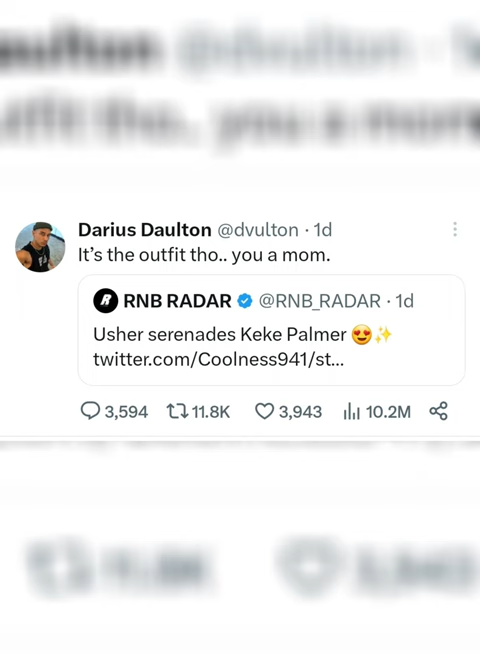 Darius Daulton @dvulton · 1d
It's the outfit tho.. you a mom.
RNB RADAR @RNB_RADAR · 1d
Usher serenades Keke Palmer 😍✨
twitter.com/Coolness941/st...
3,594 11.8K 3,943 10.2M